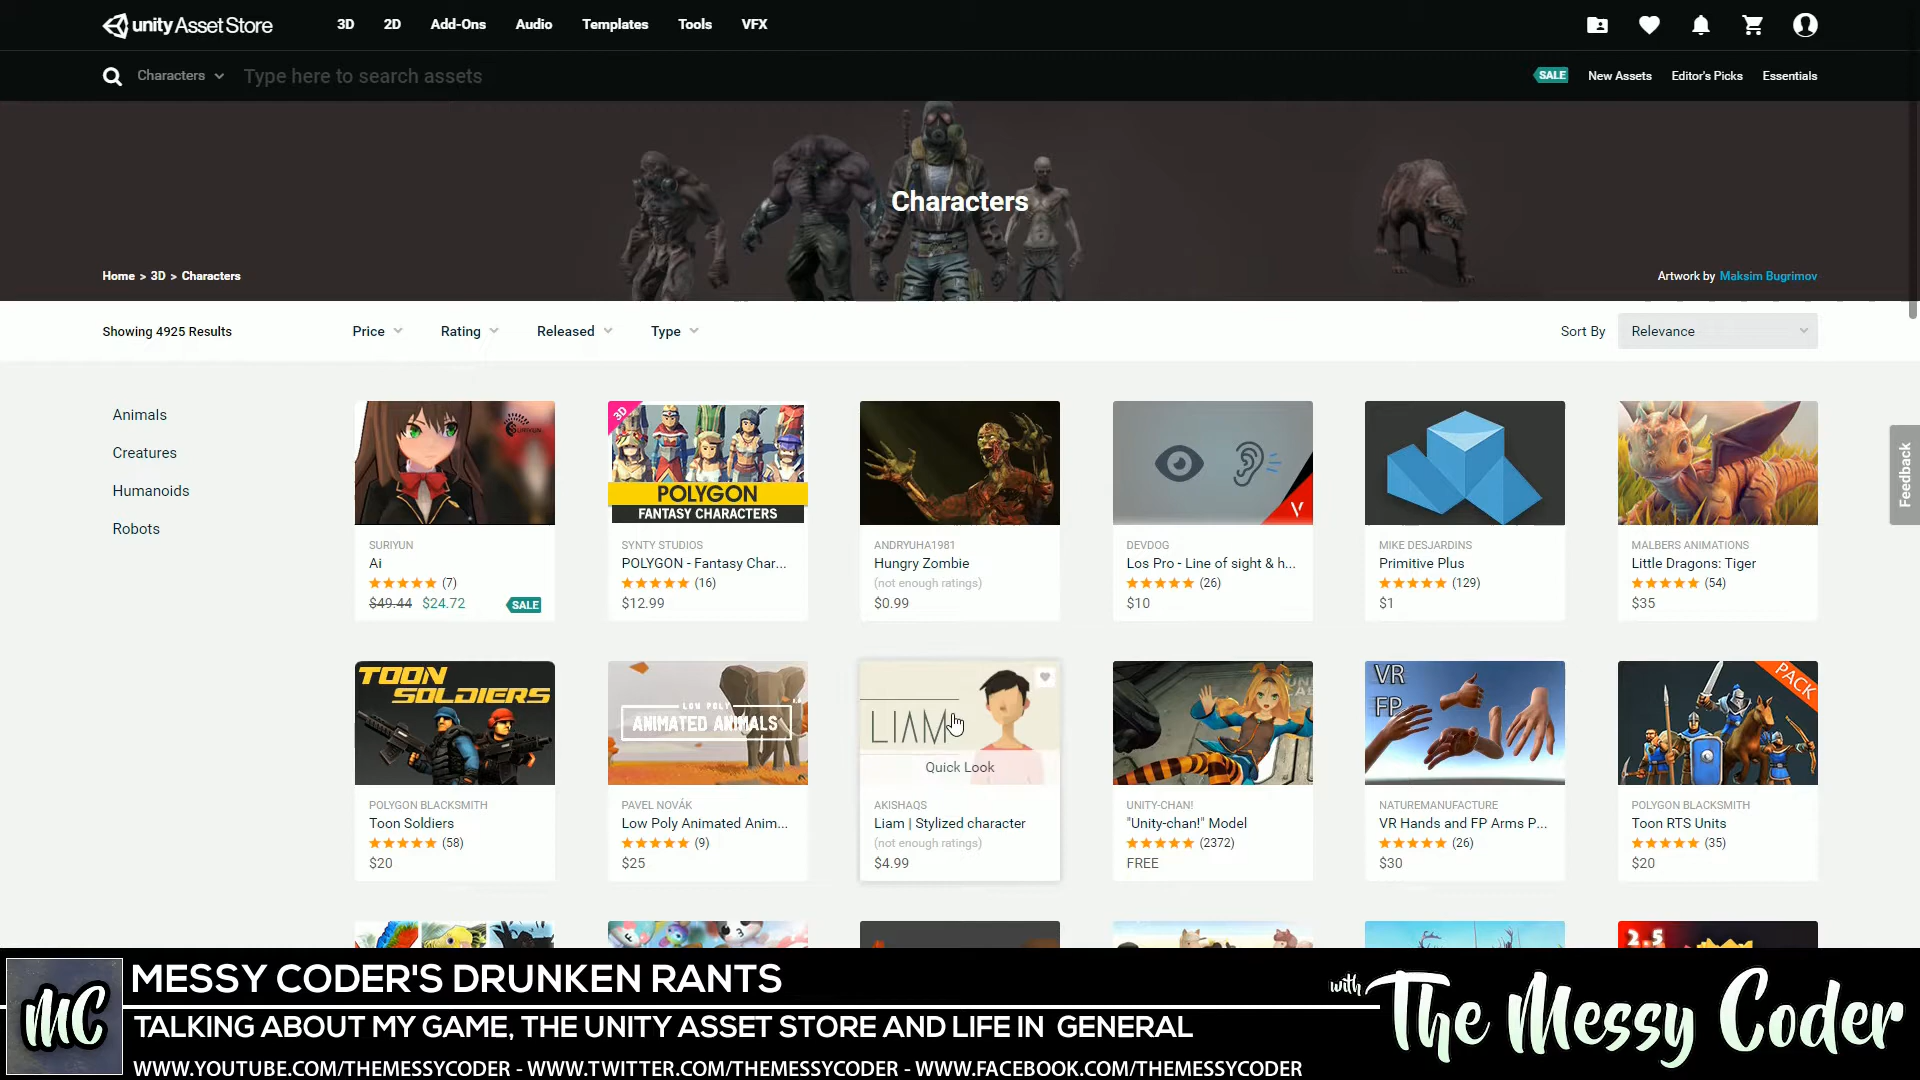 unity Asset Store
3D 2D Add-Ons Audio Templates Tools VFX
Characters Type here to search assets
SALE New Assets Editor's Picks Essentials
Characters
Home > 3D > Characters
Artwork by Maksim Bugrimov
Showing 4925 Results
Price Rating Released Type
Sort By Relevance
Animals
Creatures
Humanoids
Robots
Feedback
SURIYUN
SURIYUN
Ai
(7)
$49.44 $24.72 SALE
3D
POLYGON
FANTASY CHARACTERS
SYNTY STUDIOS
POLYGON - Fantasy Char...
(16)
$12.99
ANDRYUHA1981
Hungry Zombie
(not enough ratings)
$0.99
V
DEVDOG
Los Pro - Line of sight & h...
(26)
$10
MIKE DESJARDINS
Primitive Plus
(129)
$1
MALBERS ANIMATIONS
Little Dragons: Tiger
(54)
$35
TOON
SOLDIERS
POLYGON BLACKSMITH
Toon Soldiers
(58)
$20
LOW POLY
ANIMATED ANIMALS
PAVEL NOVÁK
Low Poly Animated Anim...
(9)
$25
LIAM
Quick Look
AKISHAQS
Liam | Stylized character
(not enough ratings)
$4.99
UNITY-CHAN!
"Unity-chan!" Model
(2372)
FREE
VR
FP
NATUREMANUFACTURE
VR Hands and FP Arms P...
(26)
$30
PACK
POLYGON BLACKSMITH
Toon RTS Units
(35)
$20
2.5
MC
MESSY CODER'S DRUNKEN RANTS
TALKING ABOUT MY GAME, THE UNITY ASSET STORE AND LIFE IN GENERAL
WWW.YOUTUBE.COM/THEMESSYCODER - WWW.TWITTER.COM/THEMESSYCODER - WWW.FACEBOOK.COM/THEMESSYCODER
with The Messy Coder